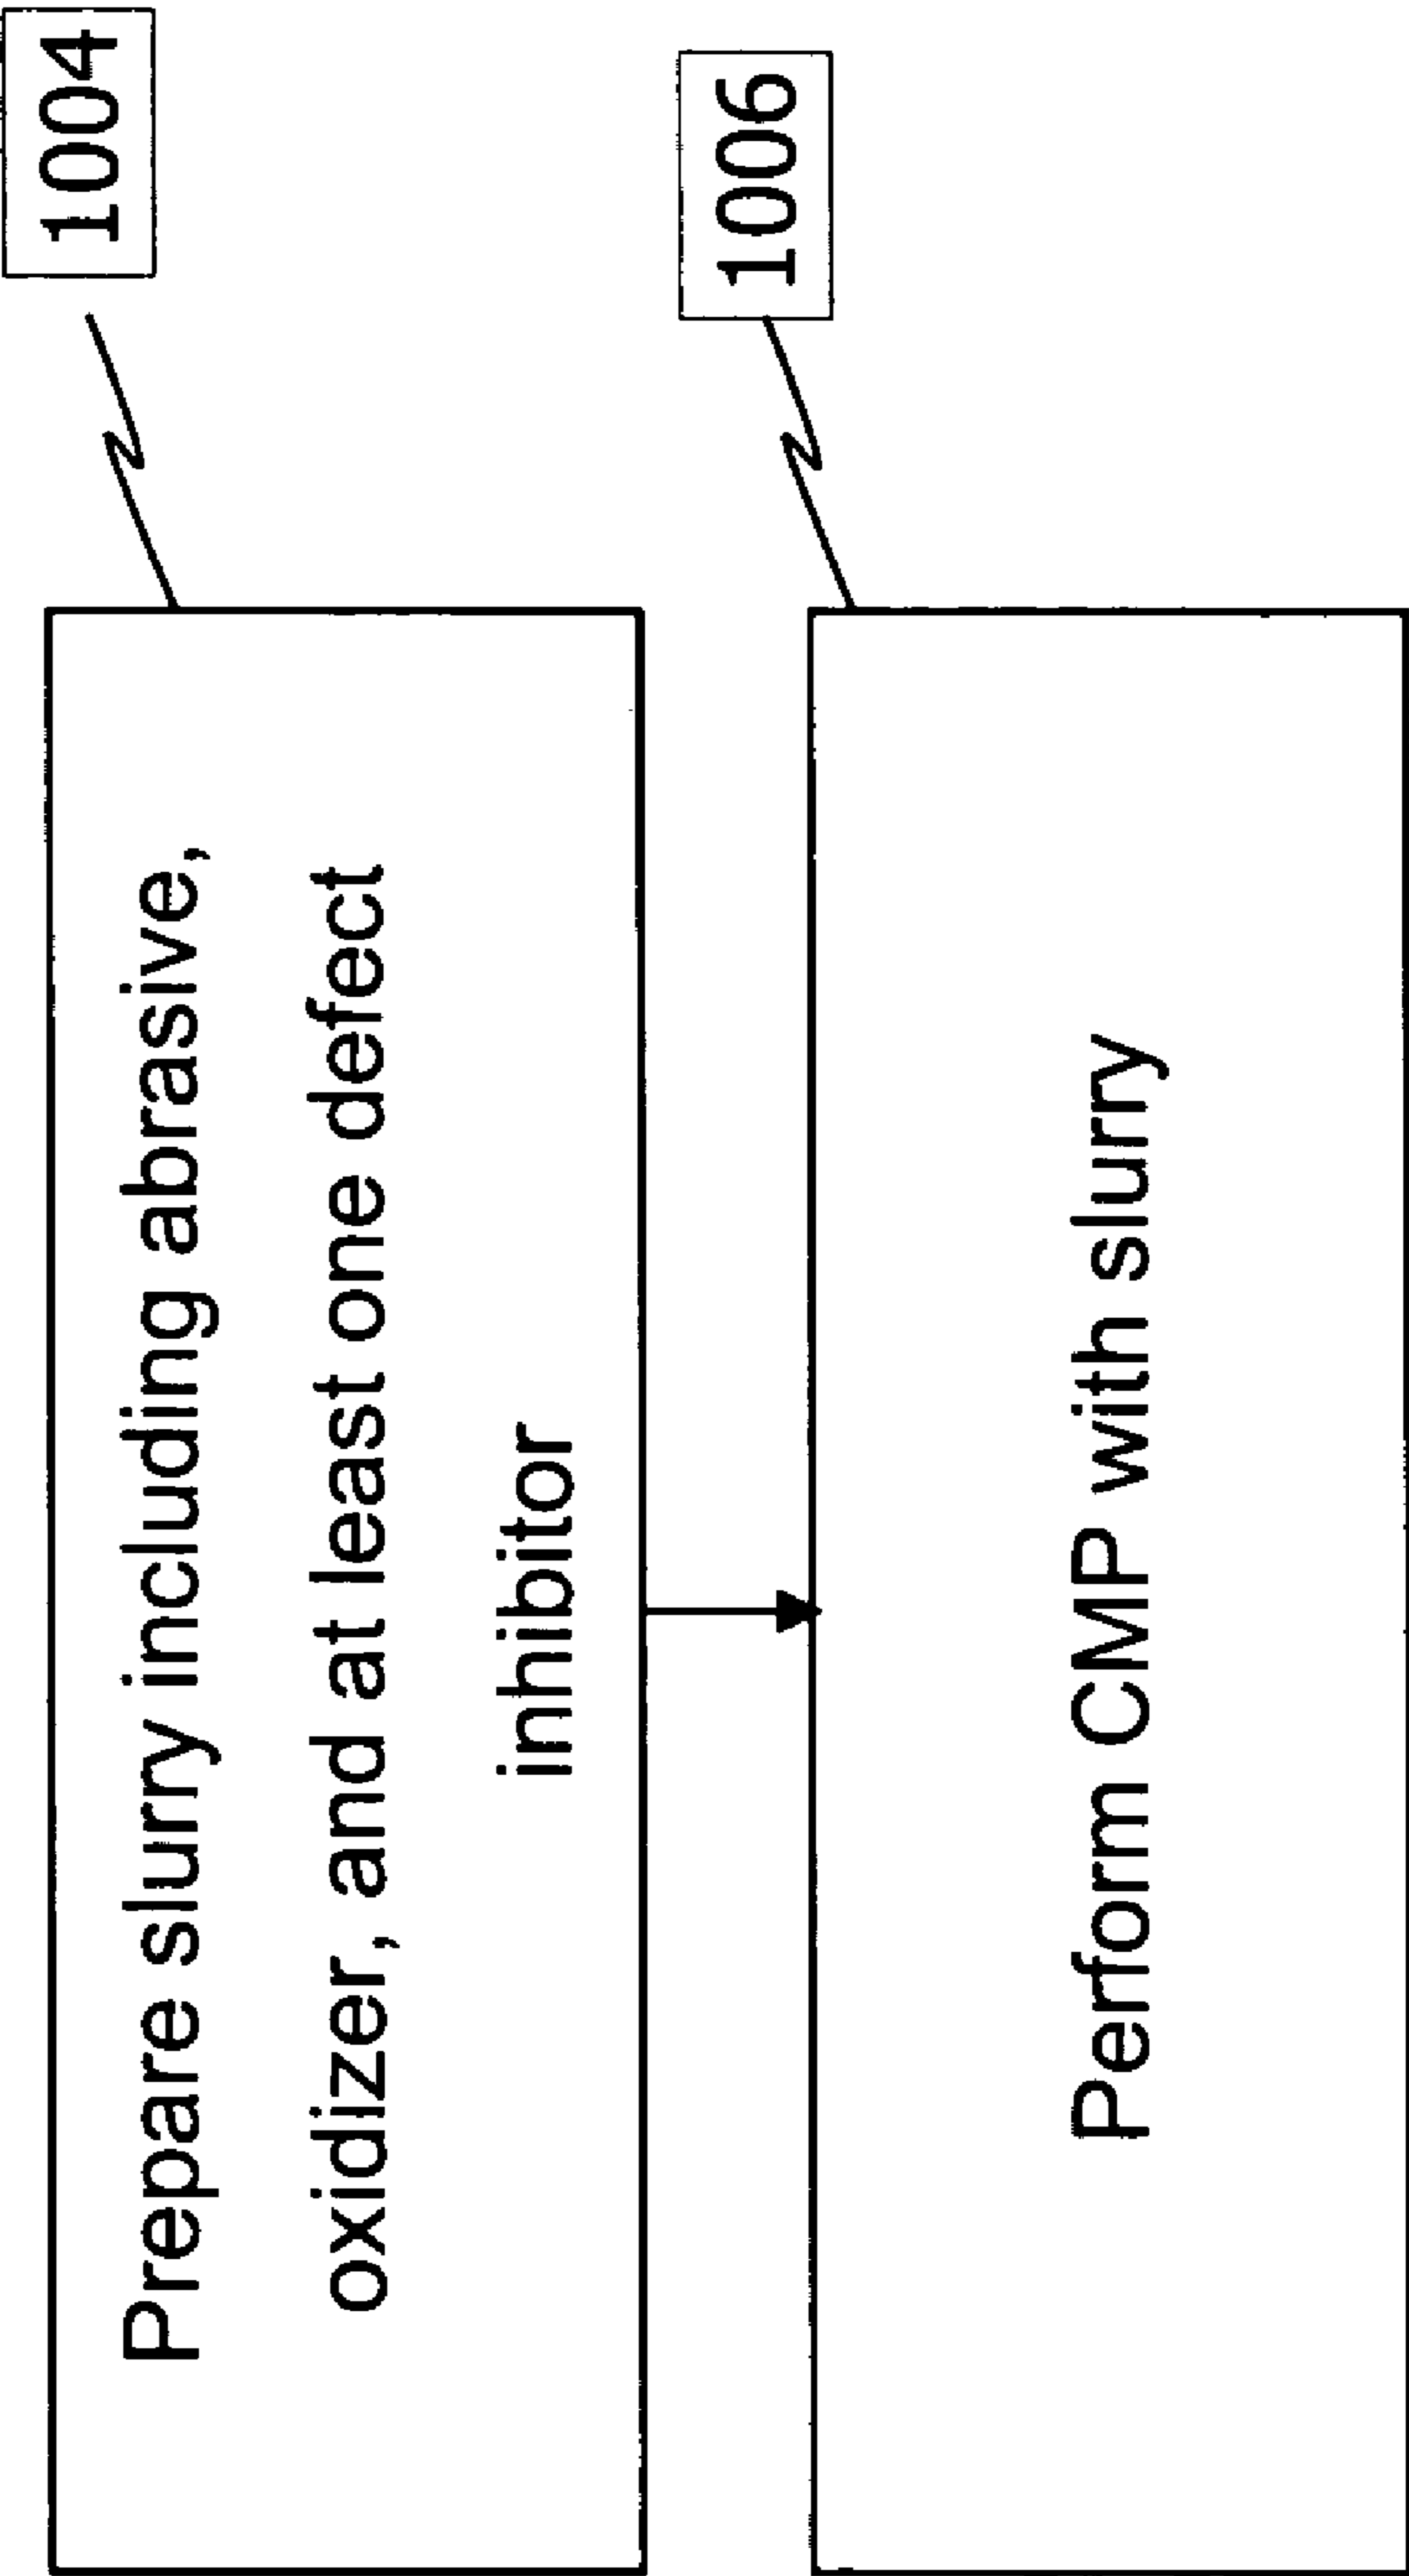 1004
Prepare slurry including abrasive,
oxidizer, and at least one defect
inhibitor
1006
Perform CMP with slurry